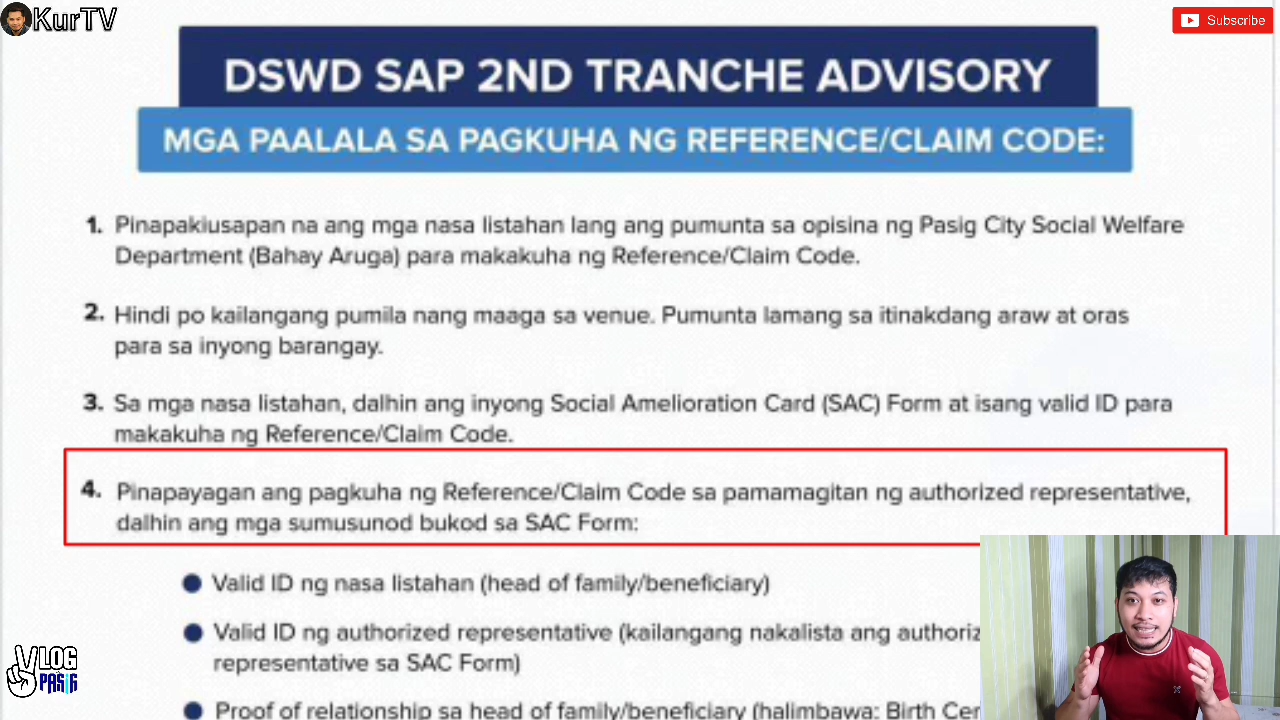 KurTV
Subscribe
DSWD SAP 2ND TRANCHE ADVISORY
MGA PAALALA SA PAGKUHA NG REFERENCE/CLAIM CODE:
1. Pinapakiusapan na ang mga nasa listahan lang ang pumunta sa opisina ng Pasig City Social Welfare
Department (Bahay Aruga) para makakuha ng Reference/Claim Code.
2. Hindi po kailangang pumila nang maaga sa venue. Pumunta lamang sa itinakdang araw at oras
para sa inyong barangay.
3. Sa mga nasa listahan, dalhin ang inyong Social Amelioration Card (SAC) Form at isang valid ID para
makakuha ng Reference/Claim Code.
4. Pinapayagan ang pagkuha ng Reference/Claim Code sa pamamagitan ng authorized representative,
dalhin ang mga sumusunod bukod sa SAC Form:
Valid ID ng nasa listahan (head of family/beneficiary)
Valid ID ng authorized representative (kailangang nakalista ang authoriz
representative sa SAC Form)
Proof of relationship sa head of family/beneficiary (halimbawa: Birth Cer
VLOG
PASIG